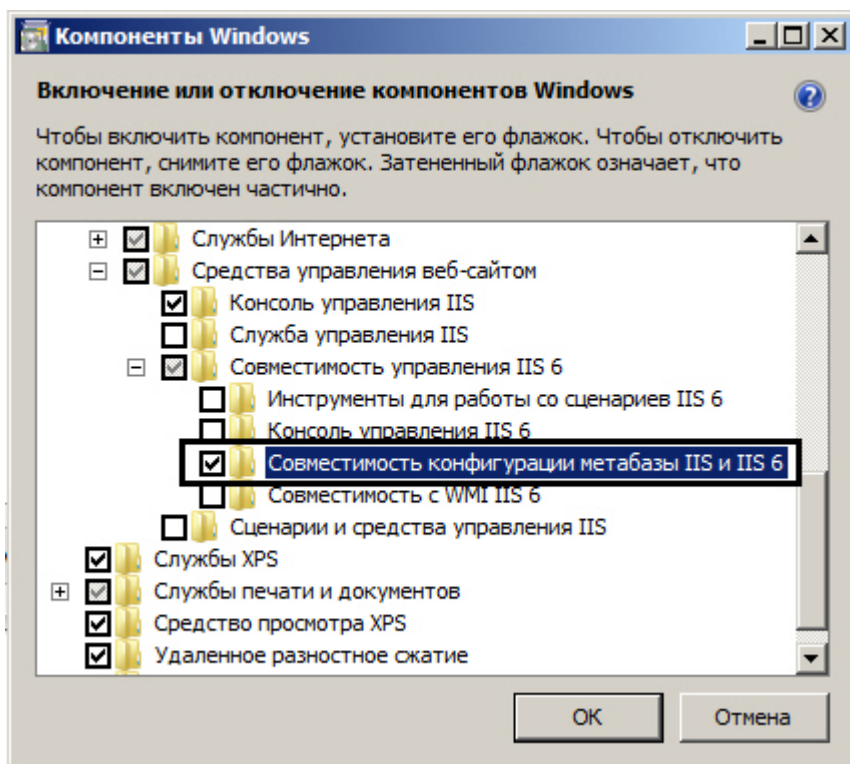 Компоненты Windows
Включение или отключение компонентов Windows
Чтобы включить компонент, установите его флажок. Чтобы отключить
компонент, снимите его флажок. Затененный флажок означает, что
компонент включен частично.
Службы Интернета
Средства управления веб-сайтом
Консоль управления IIS
Служба управления IIS
Совместимость управления IIS 6
Инструменты для работы со сценариев IIS 6
Консоль управления IIS 6
Совместимость конфигурации метабазы IIS и IIS 6
Совместимость с WMI IIS 6
Сценарии и средства управления IIS
Службы XPS
Службы печати и документов
Средство просмотра XPS
Удаленное разностное сжатие
ОК
Отмена